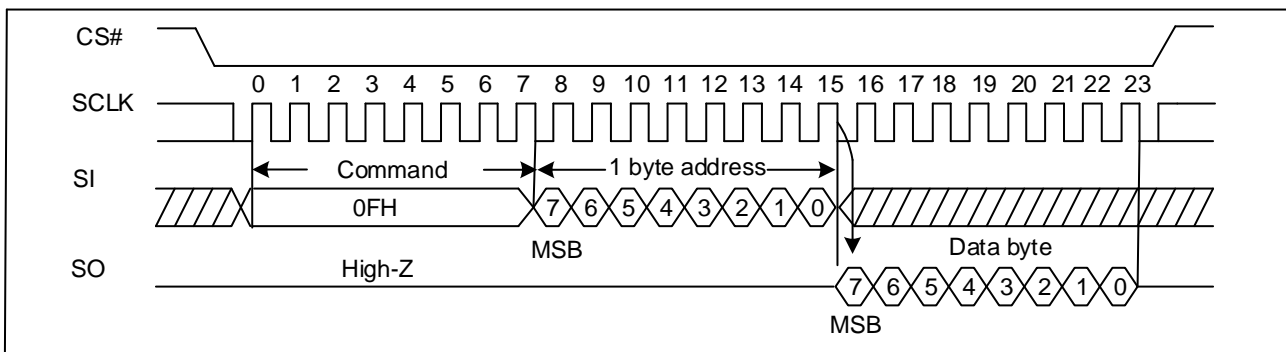 CS#
0 1 2 3 4 5 6 7 8 9 10 11 12 13 14 15 16 17 18 19 20 21 22 23
SCLK
Command 1 byte address
SI
0FH 7 6 5 4 3 2 1 0
MSB Data byte
SO High-Z
7 6 5 4 3 2 1 0
MSB